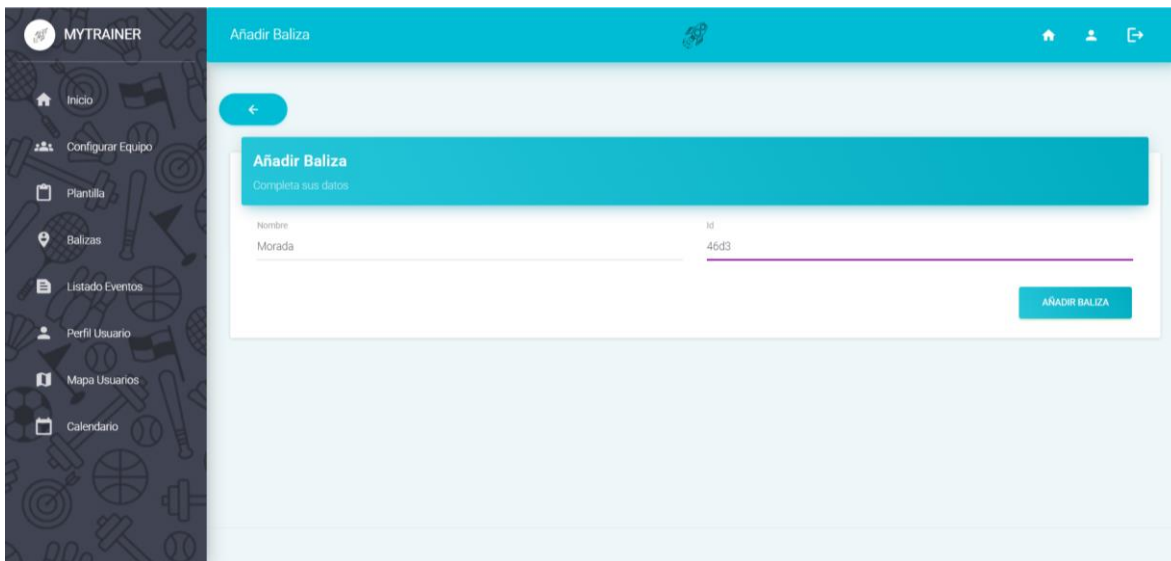 MYTRAINER
Inicio
Configurar Equipo
Plantilla
Balizas
Listado Eventos
Perfil Usuario
Mapa Usuarios
Calendario
Añadir Baliza
Añadir Baliza
Completa sus datos
Nombre
Morada
Id
46d3
AÑADIR BALIZA